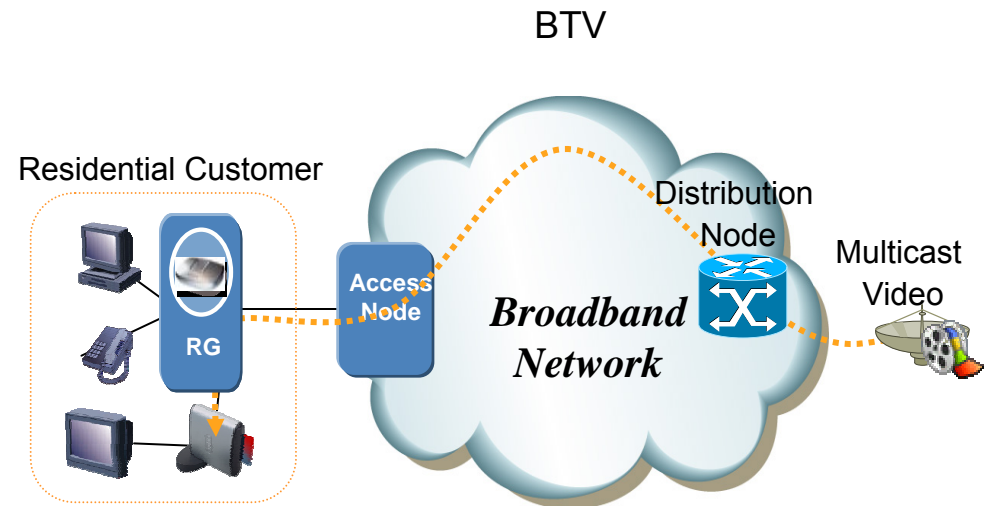 BTV
Residential Customer
Distribution
Node
Multicast
Video
Access
Node
Broadband
Network
RG